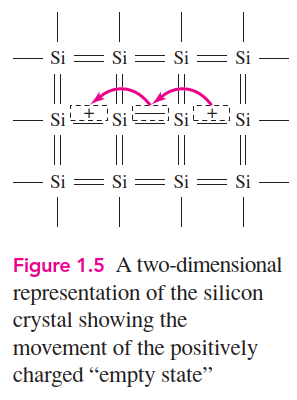 Si Si Si Si
Si + Si Si + Si
Si Si Si Si
Figure 1.5 A two-dimensional
representation of the silicon
crystal showing the
movement of the positively
charged “empty state”